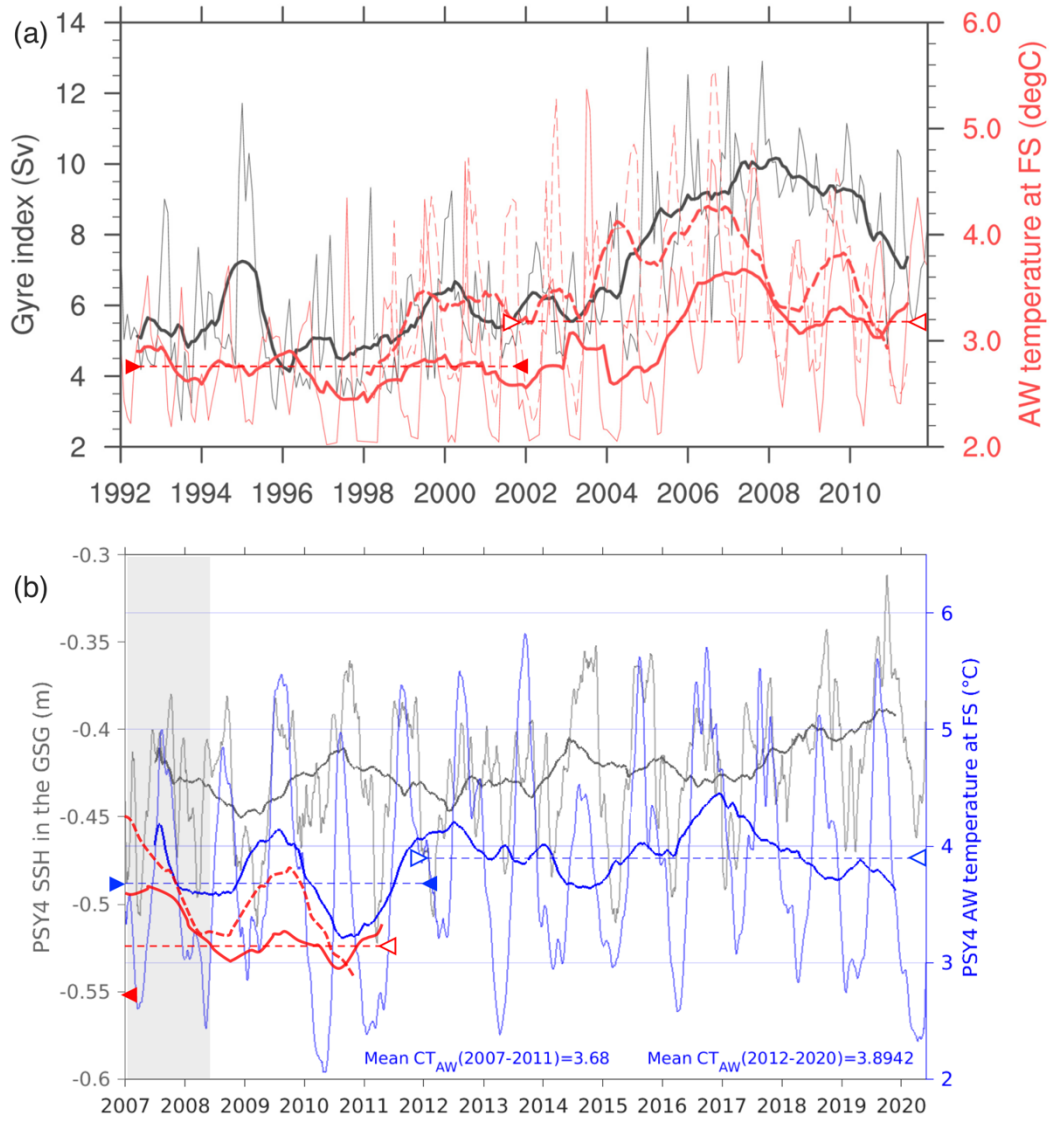 (a)
14
12
10
8
6
4
2
Gyre index (Sv)
6.0
5.0
4.0
3.0
2.0
AW temperature at FS (degC)
1992 1994 1996 1998 2000 2002 2004 2006 2008 2010
(b)
-0.3
-0.35
-0.4
-0.45
-0.5
-0.55
-0.6
PSY4 SSH in the GSG (m)
6
5
4
3
2
PSY4 AW temperature at FS (°C)
Mean CT_AW(2007-2011)=3.68 Mean CT_AW(2012-2020)=3.8942
2007 2008 2009 2010 2011 2012 2013 2014 2015 2016 2017 2018 2019 2020